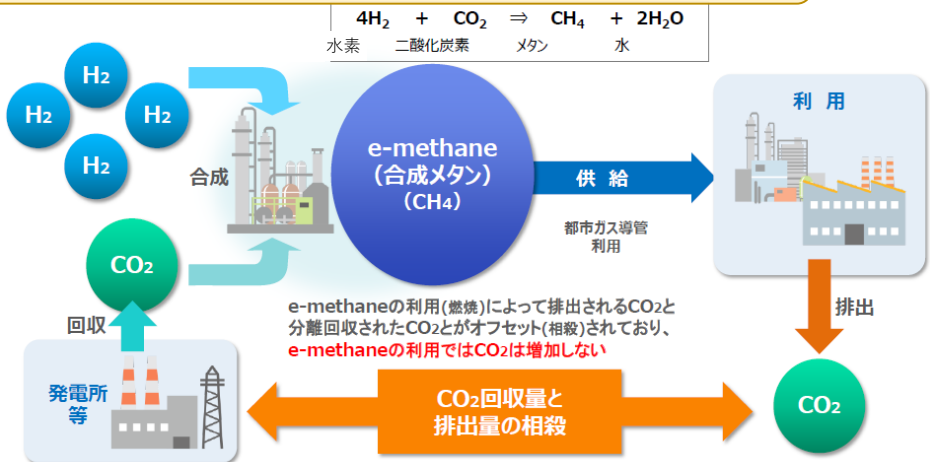 4H₂ + CO₂ ⇒ CH₄ + 2H₂O
水素 二酸化炭素 メタン 水
H₂
H₂
H₂
H₂
合成
e-methane
（合成メタン）
（CH₄）
供 給
都市ガス導管
利用
利 用
CO₂
回収
e-methaneの利用(燃焼)によって排出されるCO₂と
分離回収されたCO₂とがオフセット(相殺)されており、
e-methaneの利用ではCO₂は増加しない
排出
発電所
等
CO₂回収量と
排出量の相殺
CO₂